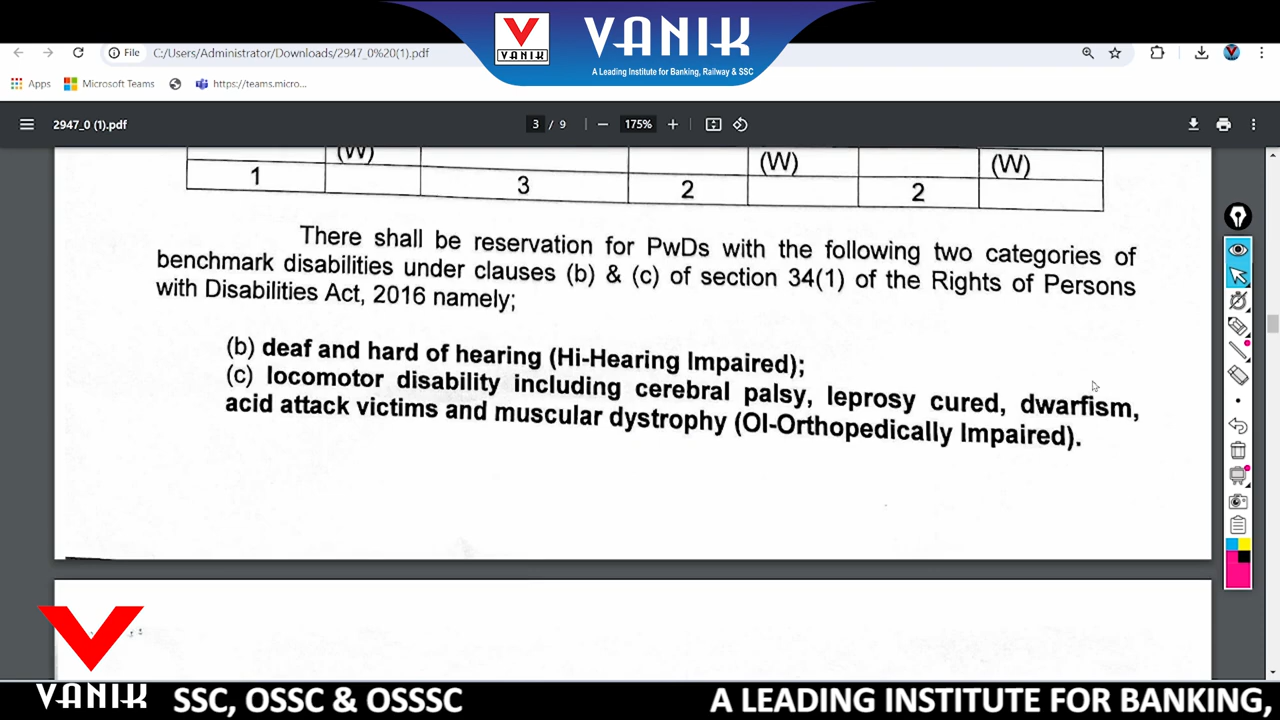 VANIK
VANIK
A Leading Institute for Banking, Railway & SSC
File
C:/Users/Administrator/Downloads/2947_0%20(1).pdf
Apps
Microsoft Teams
https://teams.micro...
2947_0 (1).pdf
3 / 9
175%
(W)
(W)
(W)
1
3
2
2
There shall be reservation for PwDs with the following two categories of
benchmark disabilities under clauses (b) & (c) of section 34(1) of the Rights of Persons
with Disabilities Act, 2016 namely;
(b) deaf and hard of hearing (Hi-Hearing Impaired);
(c) locomotor disability including cerebral palsy, leprosy cured, dwarfism,
acid attack victims and muscular dystrophy (OI-Orthopedically Impaired).
VANIK
SSC, OSSC & OSSSC
A LEADING INSTITUTE FOR BANKING,